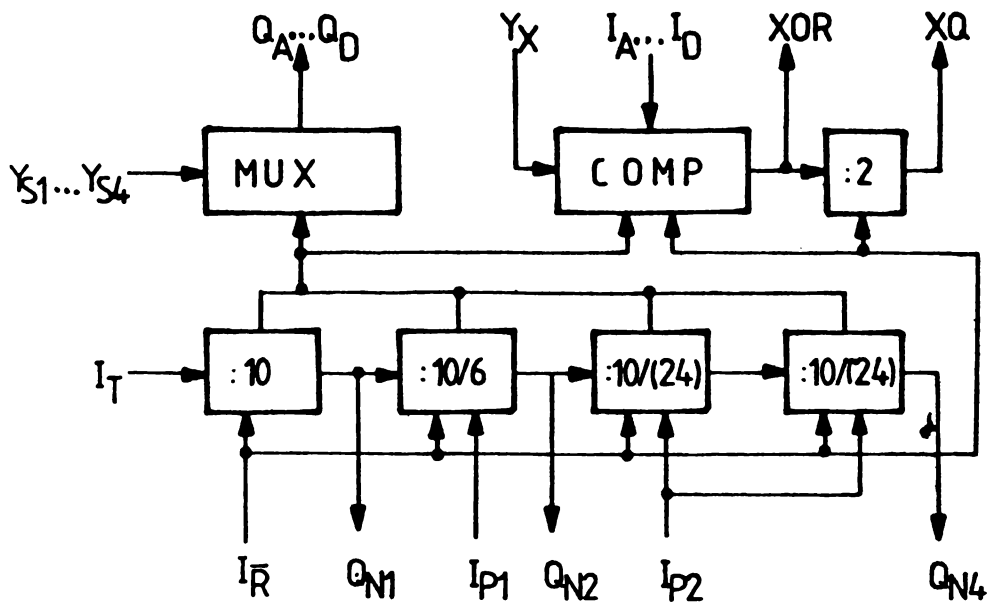 QA...QD YX IA...ID XOR XQ
YS1...YS4 MUX COMP :2
IT :10 :10/6 :10/(24) :10/(24)
IR̅ QN1 IP1 QN2 IP2 QN4